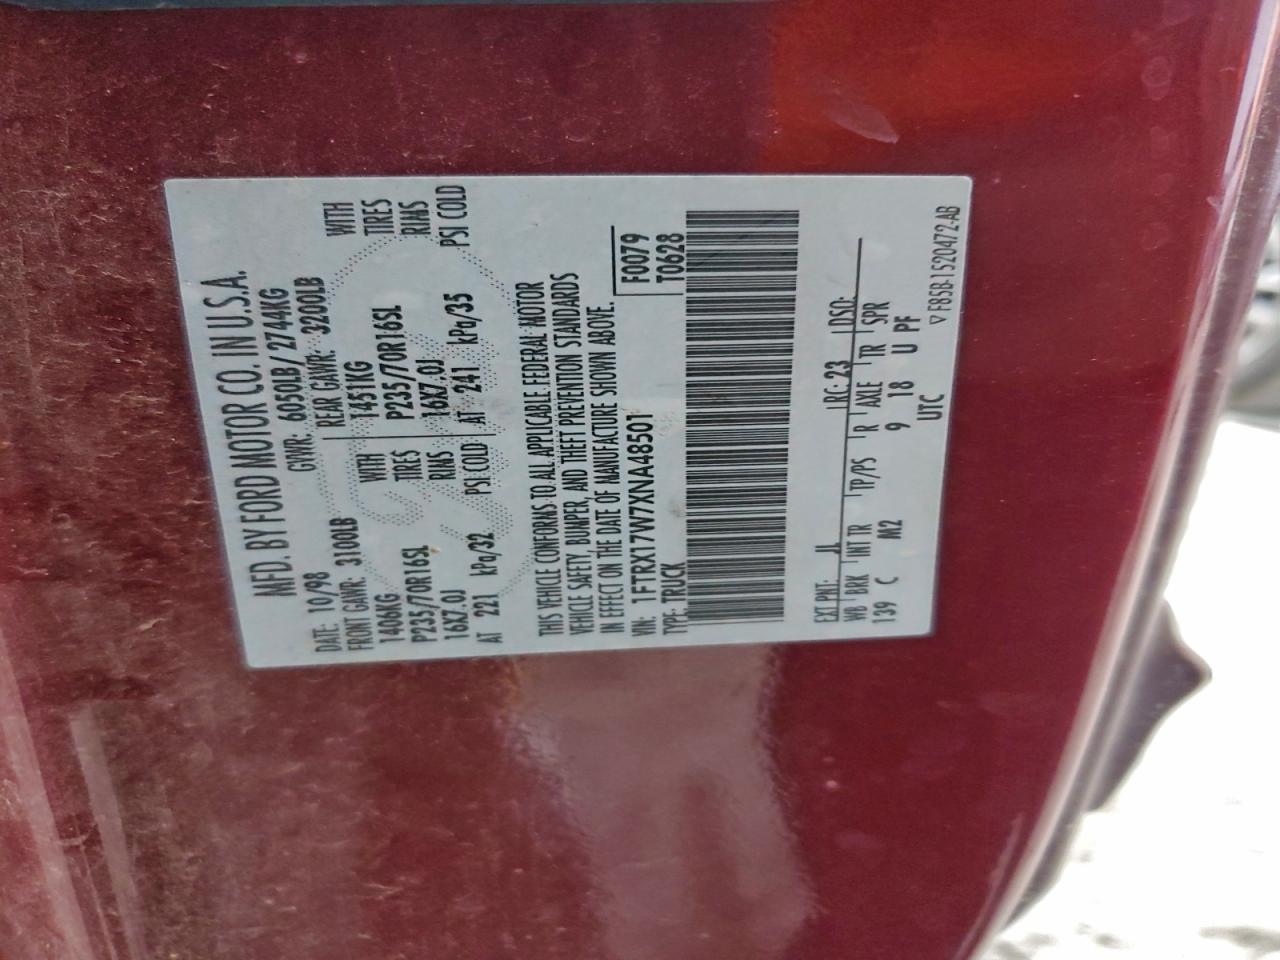 MFD. BY FORD MOTOR CO. IN U.S.A.
DATE: 10/98 GVWR: 6050LB/ 2744KG
FRONT GAWR: 3100LB REAR GAWR: 3200LB
1406KG WITH 1451KG WITH
P235/70R16SL TIRES P235/70R16SL TIRES
16X7.0J RIMS 16X7.0J RIMS
AT 221 kPa/32 PSI COLD AT 241 kPa/35 PSI COLD
THIS VEHICLE CONFORMS TO ALL APPLICABLE FEDERAL MOTOR
VEHICLE SAFETY, BUMPER, AND THEFT PREVENTION STANDARDS
IN EFFECT ON THE DATE OF MANUFACTURE SHOWN ABOVE.
VIN: 1FTRX17W7XNA48501 F0079
TYPE: TRUCK T0628
EXT PNT: JL RC: 23 DSO:
WB BRK INT TR TP/PS R AXLE TR SPR
139 C M2 9 18 U PF
UTC
▽ F85B-1520472-AB